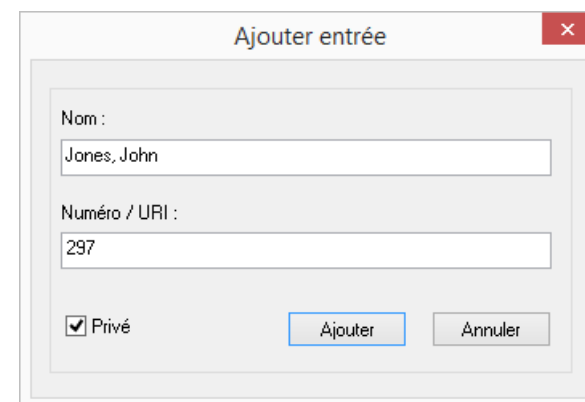 Ajouter entrée
Nom :
Jones, John
Numéro / URI :
297
Privé
Ajouter
Annuler